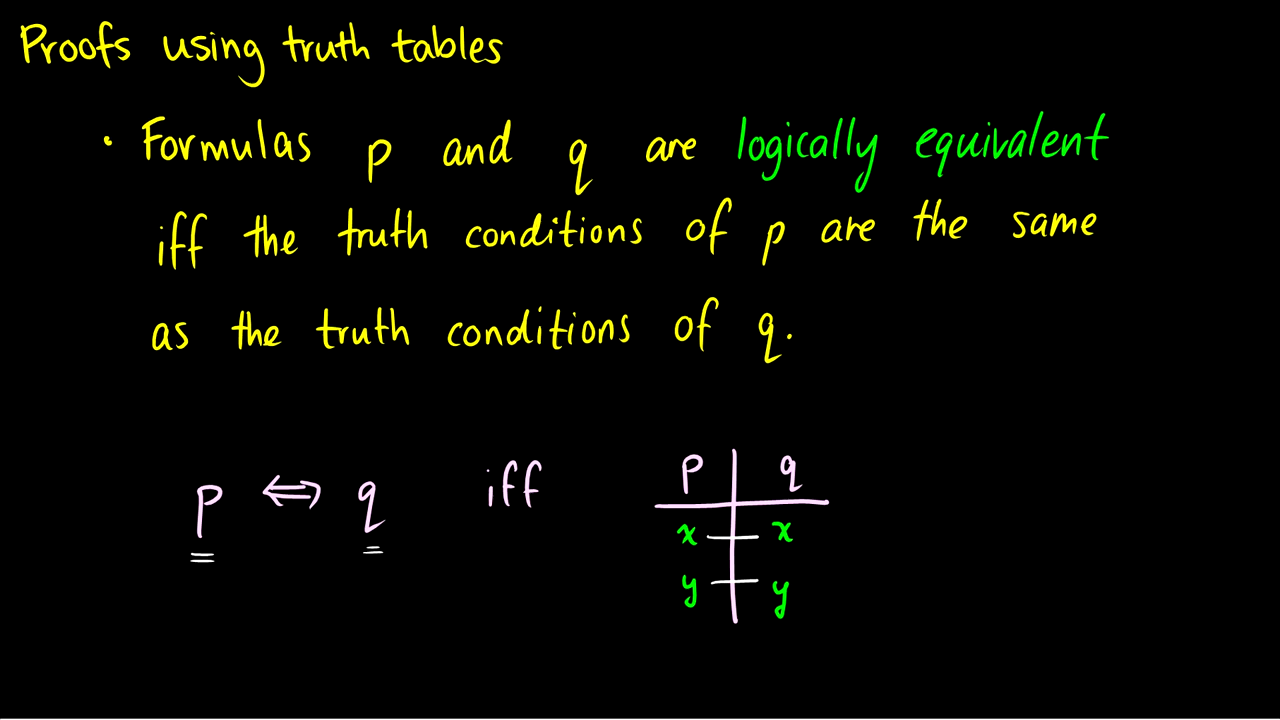 Proofs using truth tables
• Formulas p and q are logically equivalent
iff the truth conditions of p are the same
as the truth conditions of q.
p ⇔ q iff
p q
x x
y y